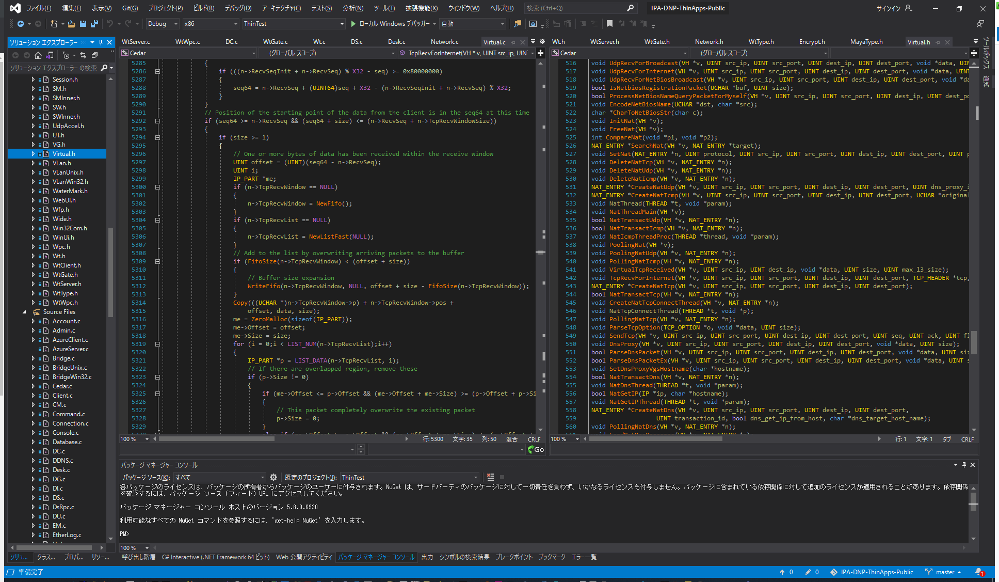 ファイル(F) 編集(E) 表示(V) Git(G) プロジェクト(P) ビルド(B) デバッグ(D) アーキテクチャ(C) テスト(S) 分析(N) ツール(T) 拡張機能(X) ウィンドウ(W) ヘルプ(H) 検索 (Ctrl+Q) IPA-DNP-ThinApps-Public サインイン
Debug x86 ThinTest ローカル Windows デバッガー 自動
ソリューション エクスプローラー
ソリューション エクスプローラー の検索
Session.h
SM.h
SMInner.h
SW.h
SWInner.h
UdpAccel.h
UT.h
VG.h
Virtual.h
VLan.h
VLanUnix.h
VLanWin32.h
WaterMark.h
WebUI.h
Wfp.h
Wide.h
Win32Com.h
WinUi.h
Wpc.h
Wt.h
WtClient.h
WtGate.h
WtServer.h
WtType.h
WtWpc.h
Source Files
Account.c
Admin.c
AzureClient.c
AzureServer.c
Bridge.c
BridgeUnix.c
BridgeWin32.c
Cedar.c
Client.c
CM.c
Command.c
Connection.c
Console.c
Database.c
DC.c
DDNS.c
Desk.c
DG.c
DI.c
DS.c
DsRpc.c
DU.c
EM.c
EtherLog.c
ソリュ... クラス... プロパ... リソー...
WtServer.c WtWpc.c DC.c WtGate.c Wt.c DS.c Desk.c Network.c Virtual.c
Cedar (グローバル スコープ) TcpRecvForInternet(VH * v, UINT src_ip, UINT
5285 {
5286 if (((n->RecvSeqInit + n->RecvSeq) % X32 - seq) >= 0x80000000)
5287 {
5288 seq64 = n->RecvSeq + (UINT64)seq + X32 - (n->RecvSeqInit + n->RecvSeq) % X32;
5289 }
5290 }
5291 // Position of the starting point of the data from the client is in the seq64 at this time
5292 if (seq64 >= n->RecvSeq && (seq64 + size) <= (n->RecvSeq + n->TcpRecvWindowSize))
5293 {
5294 if (size >= 1)
5295 {
5296 // One or more bytes of data has been received within the receive window
5297 UINT offset = (UINT)(seq64 - n->RecvSeq);
5298 UINT i;
5299 IP_PART *me;
5300 if (n->TcpRecvWindow == NULL)
5301 {
5302 n->TcpRecvWindow = NewFifo();
5303 }
5304 if (n->TcpRecvList == NULL)
5305 {
5306 n->TcpRecvList = NewListFast(NULL);
5307 }
5308 // Add to the list by overwriting arriving packets to the buffer
5309 if (FifoSize(n->TcpRecvWindow) < (offset + size))
5310 {
5311 // Buffer size expansion
5312 WriteFifo(n->TcpRecvWindow, NULL, offset + size - FifoSize(n->TcpRecvWindow));
5313 }
5314 Copy(((UCHAR *)n->TcpRecvWindow->p) + n->TcpRecvWindow->pos +
5315 offset, data, size);
5316 me = ZeroMalloc(sizeof(IP_PART));
5317 me->Offset = offset;
5318 me->Size = size;
5319 for (i = 0;i < LIST_NUM(n->TcpRecvList);i++)
5320 {
5321 IP_PART *p = LIST_DATA(n->TcpRecvList, i);
5322 // If there are overlapped region, remove these
5323 if (p->Size != 0)
5324 {
5325 if (me->Offset <= p->Offset && (me->Offset + me->Size) >= (p->Offset + p->Si
5326 {
5327 // This packet completely overwrite the existing packet
5328 p->Size = 0;
5329 }
100 % 行: 5300 文字: 35 列: 50 混合 CRLF
Go
Wt.h WtServer.h WtGate.h Network.h WtType.h Encrypt.h MayaType.h Virtual.h
Cedar (グローバル スコープ)
516 void UdpRecvForBroadcast(VH *v, UINT src_ip, UINT src_port, UINT dest_ip, UINT dest_port, void *data, UIN
517 void UdpRecvForInternet(VH *v, UINT src_ip, UINT src_port, UINT dest_ip, UINT dest_port, void *data, UINT
518 void UdpRecvForNetBiosBroadcast(VH *v, UINT src_ip, UINT src_port, UINT dest_ip, UINT dest_port, void *da
519 bool IsNetbiosRegistrationPacket(UCHAR *buf, UINT size);
520 bool ProcessNetBiosNameQueryPacketForMyself(VH *v, UINT src_ip, UINT src_port, UINT dest_ip, UINT dest_po
521 void EncodeNetBiosName(UCHAR *dst, char *src);
522 char *CharToNetBiosStr(char c);
523 void InitNat(VH *v);
524 void FreeNat(VH *v);
525 int CompareNat(void *p1, void *p2);
526 NAT_ENTRY *SearchNat(VH *v, NAT_ENTRY *target);
527 void SetNat(NAT_ENTRY *n, UINT protocol, UINT src_ip, UINT src_port, UINT dest_ip, UINT dest_port, UINT p
528 void DeleteNatTcp(VH *v, NAT_ENTRY *n);
529 void DeleteNatUdp(VH *v, NAT_ENTRY *n);
530 void DeleteNatIcmp(VH *v, NAT_ENTRY *n);
531 NAT_ENTRY *CreateNatUdp(VH *v, UINT src_ip, UINT src_port, UINT dest_ip, UINT dest_port, UINT dns_proxy_i
532 NAT_ENTRY *CreateNatIcmp(VH *v, UINT src_ip, UINT src_port, UINT dest_ip, UINT dest_port, UCHAR *original
533 void NatThread(THREAD *t, void *param);
534 void NatThreadMain(VH *v);
535 bool NatTransactUdp(VH *v, NAT_ENTRY *n);
536 bool NatTransactIcmp(VH *v, NAT_ENTRY *n);
537 void NatIcmpThreadProc(THREAD *thread, void *param);
538 void PoolingNat(VH *v);
539 void PoolingNatUdp(VH *v, NAT_ENTRY *n);
540 void PollingNatIcmp(VH *v, NAT_ENTRY *n);
541 void VirtualTcpReceived(VH *v, UINT src_ip, UINT dest_ip, void *data, UINT size, UINT max_l3_size);
542 void TcpRecvForInternet(VH *v, UINT src_ip, UINT src_port, UINT dest_ip, UINT dest_port, TCP_HEADER *tcp,
543 NAT_ENTRY *CreateNatTcp(VH *v, UINT src_ip, UINT src_port, UINT dest_ip, UINT dest_port);
544 bool NatTransactTcp(VH *v, NAT_ENTRY *n);
545 void CreateNatTcpConnectThread(VH *v, NAT_ENTRY *n);
546 void NatTcpConnectThread(THREAD *t, void *p);
547 void PollingNatTcp(VH *v, NAT_ENTRY *n);
548 void ParseTcpOption(TCP_OPTION *o, void *data, UINT size);
549 void SendTcp(VH *v, UINT src_ip, UINT src_port, UINT dest_ip, UINT dest_port, UINT seq, UINT ack, UINT fl
550 void DnsProxy(VH *v, UINT src_ip, UINT src_port, UINT dest_ip, UINT dest_port, void *data, UINT size);
551 bool ParseDnsPacket(VH *v, UINT src_ip, UINT src_port, UINT dest_ip, UINT dest_port, void *data, UINT siz
552 bool ParseDnsPacketEx(VH *v, UINT src_ip, UINT src_port, UINT dest_ip, UINT dest_port, void *data, UINT s
553 void SetDnsProxyVgsHostname(char *hostname);
554 bool NatTransactDns(VH *v, NAT_ENTRY *n);
555 void NatDnsThread(THREAD *t, void *param);
556 bool NatGetIP(IP *ip, char *hostname);
557 void NatGetIPThread(THREAD *t, void *param);
558 NAT_ENTRY *CreateNatDns(VH *v, UINT src_ip, UINT src_port, UINT dest_ip, UINT dest_port,
559 UINT transaction_id, bool dns_get_ip_from_host, char *dns_target_host_name);
560 void PollingNatDns(VH *v, NAT_ENTRY *n);
100 % 行: 1 文字: 1 タブ CRLF
ツールボックス
通知
パッケージ マネージャー コンソール
パッケージ ソース(K): すべて 既定のプロジェクト(J): ThinTest
各パッケージのライセンスは、パッケージの所有者からパッケージのユーザーに付与されます。NuGet は、サードパーティのパッケージに対して一切責任を負わず、いかなるライセンスも付与しません。パッケージに含まれている依存関係に対して追加のライセンスが適用されることがあります。依存関係
を確認するには、パッケージ ソース (フィード) URL にアクセスしてください。
パッケージ マネージャー コンソール ホストのバージョン 5.8.0.6930
利用可能なすべての NuGet コマンドを参照するには、'get-help NuGet' を入力します。
PM>
100 %
呼び出し階層 C# Interactive (.NET Framework 64 ビット) Web 公開アクティビティ パッケージ マネージャー コンソール 出力 シンボルの検索結果 ブレークポイント ブックマーク エラー一覧
準備完了 0 0 IPA-DNP-ThinApps-Public master 1